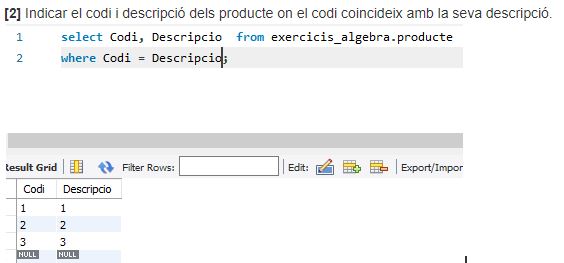 [2] Indicar el codi i descripció dels producte on el codi coincideix amb la seva descripció.
1 select Codi, Descripcio from exercicis_algebra.producte
2 where Codi = Descripcio;
Result Grid Filter Rows: Edit: Export/Impor
Codi Descripcio
1 1
2 2
3 3
NULL NULL